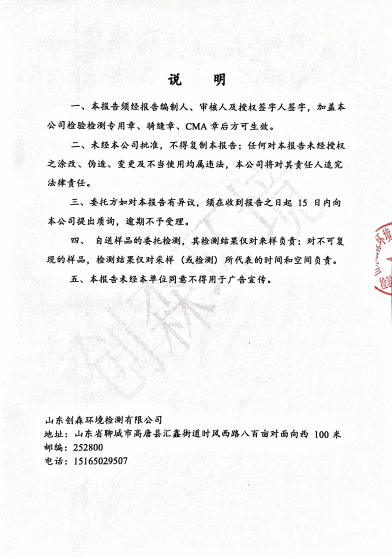 说 明
一、本报告须经报告编制人、审核人及授权签字人签字，加盖本
公司检验检测专用章、骑缝章、CMA 章后方可生效。
二、未经本公司批准，不得复制本报告；任何对本报告未经授权
之涂改、伪造、变更及不当使用均属违法，本公司将对其责任人追究
法律责任。
三、委托方如对本报告有异议，须在收到报告之日起 15 日内向
本公司提出质询，逾期不予受理。
四、 自送样品的委托检测，其检测结果仅对来样负责；对不可复
现的样品，检测结果仅对采样（或检测）所代表的时间和空间负责。
五、本报告未经本单位同意不得用于广告宣传。
创森环境
山东创森环境检测有限公司
地址：山东省聊城市高唐县汇鑫街道时风西路八百亩对面向西 100 米
邮编：252800
电话：15165029507